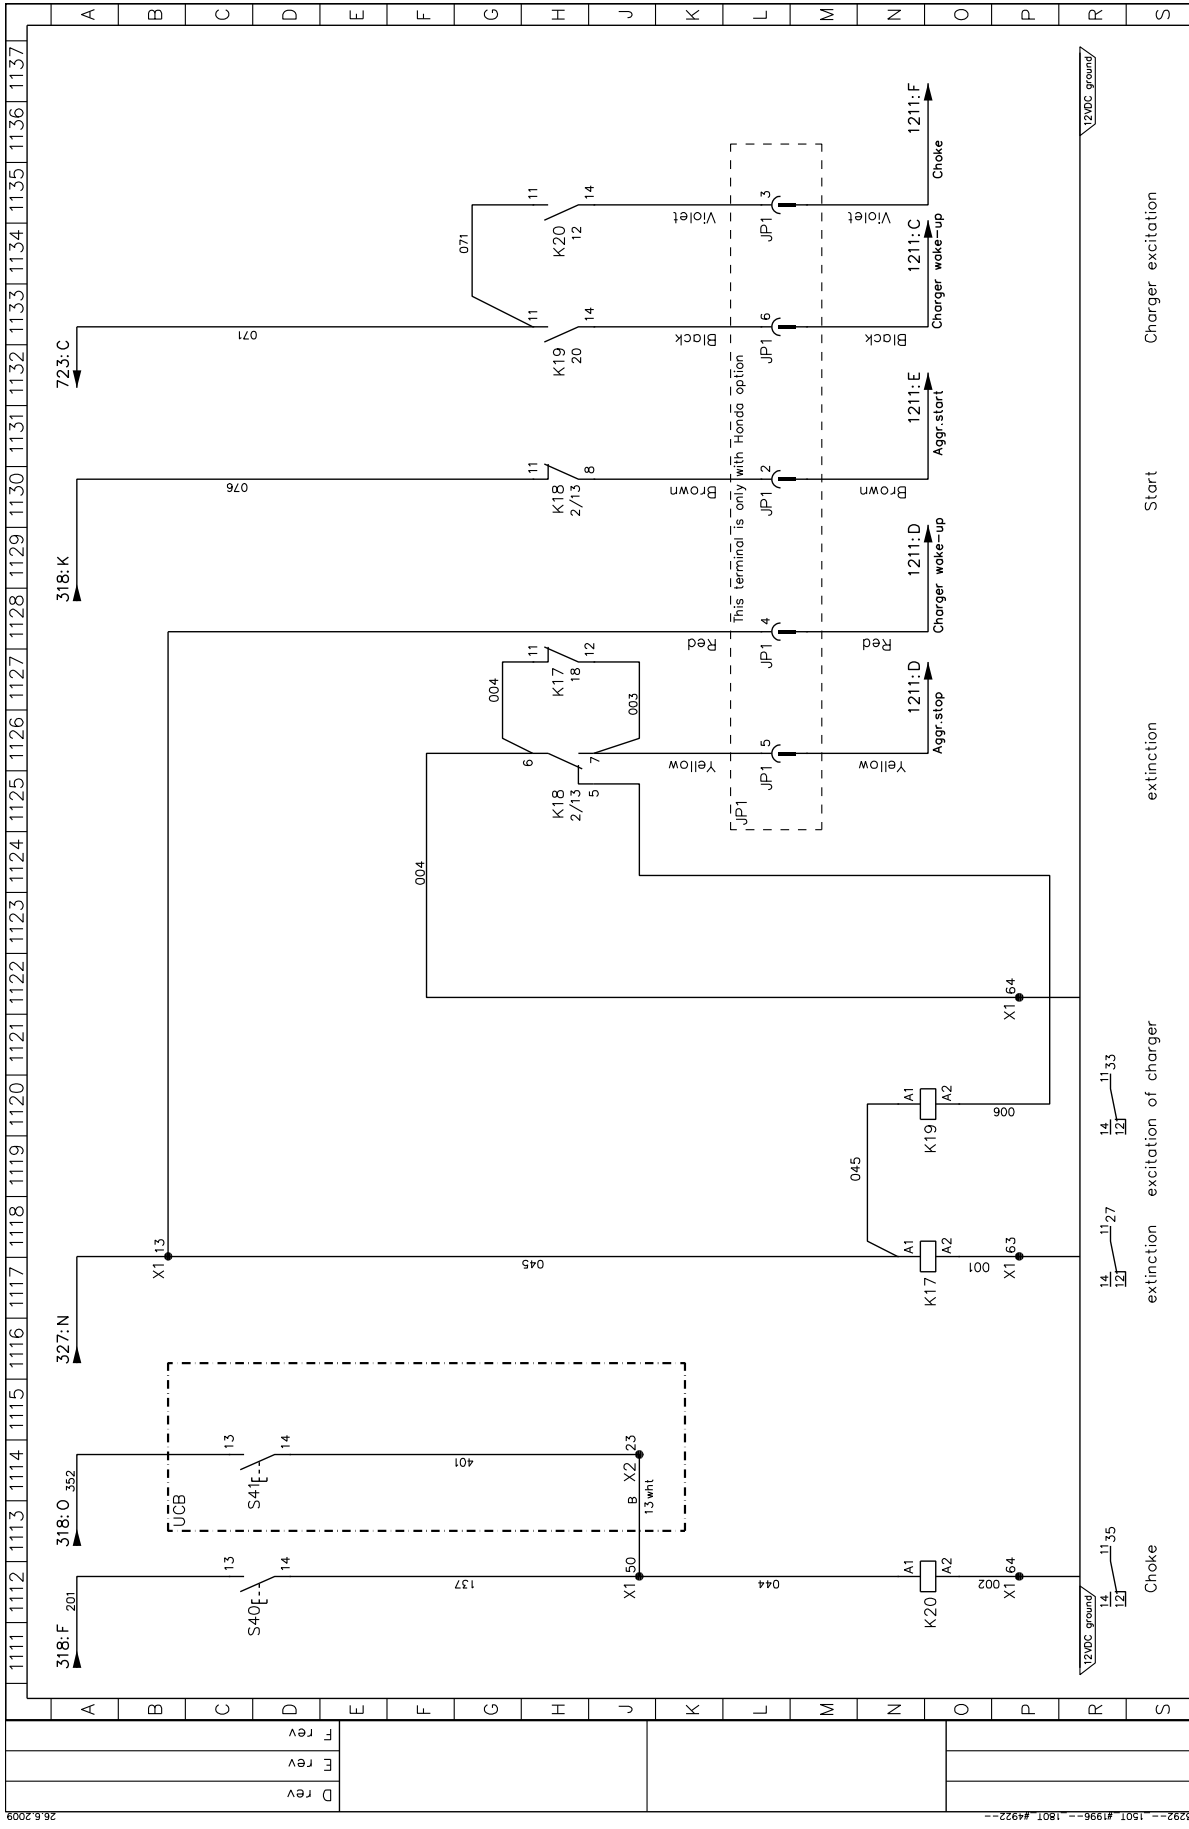 A B C D E F G H J K L M N O P R S
1137
1136
1135
1134
1133
1132
1131
1130
1129
1128
1127
1126
1125
1124
1123
1122
1121
1120
1119
1118
1117
1116
1115
1114
1113
1112
1111
12VDC ground
1211:F
Choke
11
K20
12
14
Violet
JP1 3
Violet
071
1211:C
Charger wake-up
Charger excitation
723:C
071
11
K19
20
14
Black
JP1 6
Black
This terminal is only with Honda option
1211:E
Aggr.start
318:K
076
11
K18
2/13
8
Brown
JP1 2
Brown
Start
1211:D
Charger wake-up
Red
JP1 4
Red
004
11
K17
18
12
003
1211:D
Aggr.stop
6
K18
2/13
5
7
Yellow
JP1 5
Yellow
JP1
extinction
004
X1 64
11 33
14
12
excitation of charger
A1
K19
A2
006
045
X1 13
045
327:N
A1
K17
A2
001
X1 63
11 27
14
12
extinction
UCB
318:O 352
13
S41
14
401
X2 23
B
13 wht
318:F 201
13
S40
14
137
X1 50
044
A1
K20
A2
002
X1 64
11 35
14
12
Choke
12VDC ground
A B C D E F G H J K L M N O P R S
F rev
E rev
D rev
26.6.2009
150T_#1996--_180T_#4922--